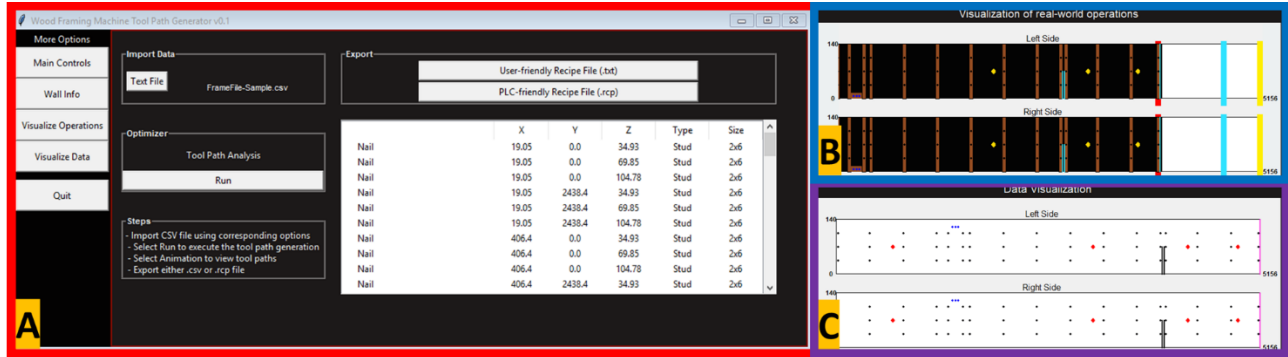 Wood Framing Machine Tool Path Generator v0.1
More Options
Main Controls
Wall Info
Visualize Operations
Visualize Data
Quit
Import Data
Text File
FrameFile-Sample.csv
Optimizer
Tool Path Analysis
Run
Steps
- Import CSV file using corresponding options
- Select Run to execute the tool path generation
- Select Animation to view tool paths
- Export either .csv or .rcp file
Export
User-friendly Recipe File (.txt)
PLC-friendly Recipe File (.rcp)
X Y Z Type Size
Nail 19.05 0.0 34.93 Stud 2x6
Nail 19.05 0.0 69.85 Stud 2x6
Nail 19.05 0.0 104.78 Stud 2x6
Nail 19.05 2438.4 34.93 Stud 2x6
Nail 19.05 2438.4 69.85 Stud 2x6
Nail 19.05 2438.4 104.78 Stud 2x6
Nail 406.4 0.0 34.93 Stud 2x6
Nail 406.4 0.0 69.85 Stud 2x6
Nail 406.4 0.0 104.78 Stud 2x6
Nail 406.4 2438.4 34.93 Stud 2x6
A
Visualization of real-world operations
Left Side
140
0
5156
Right Side
140
5156
B
Data Visualization
Left Side
140
0
5156
Right Side
140
5156
C